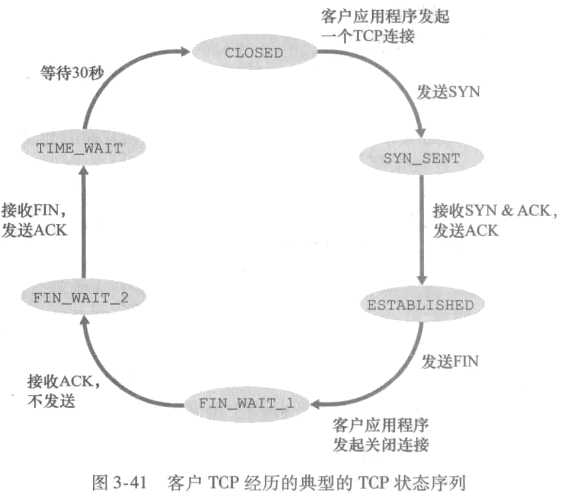 客户应用程序发起
一个TCP连接
CLOSED
等待30秒
发送SYN
TIME_WAIT
SYN_SENT
接收FIN，
发送ACK
接收SYN & ACK，
发送ACK
FIN_WAIT_2
ESTABLISHED
发送FIN
接收ACK，
不发送
FIN_WAIT_1
客户应用程序
发起关闭连接
图 3-41 客户 TCP 经历的典型的 TCP 状态序列